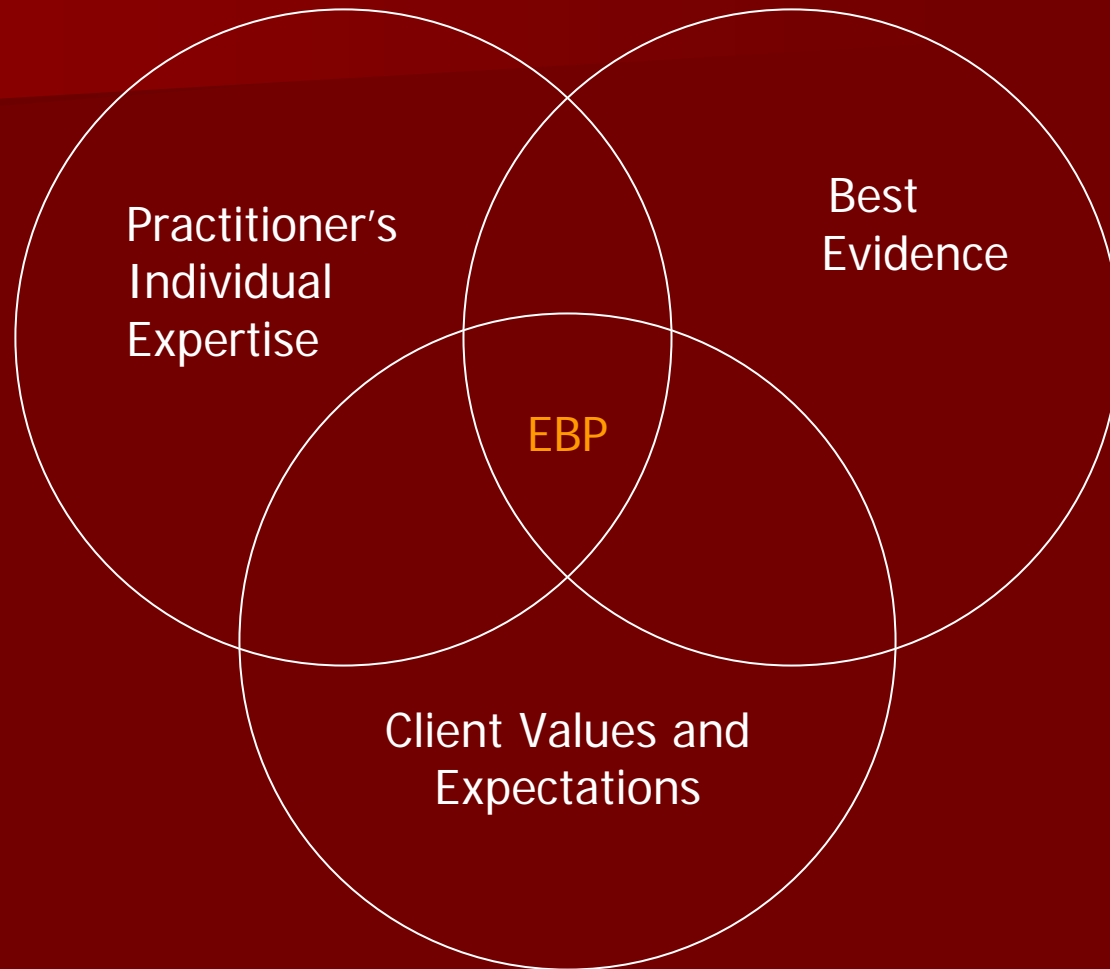 Practitioner's
Individual
Expertise
Best
Evidence
EBP
Client Values and
Expectations